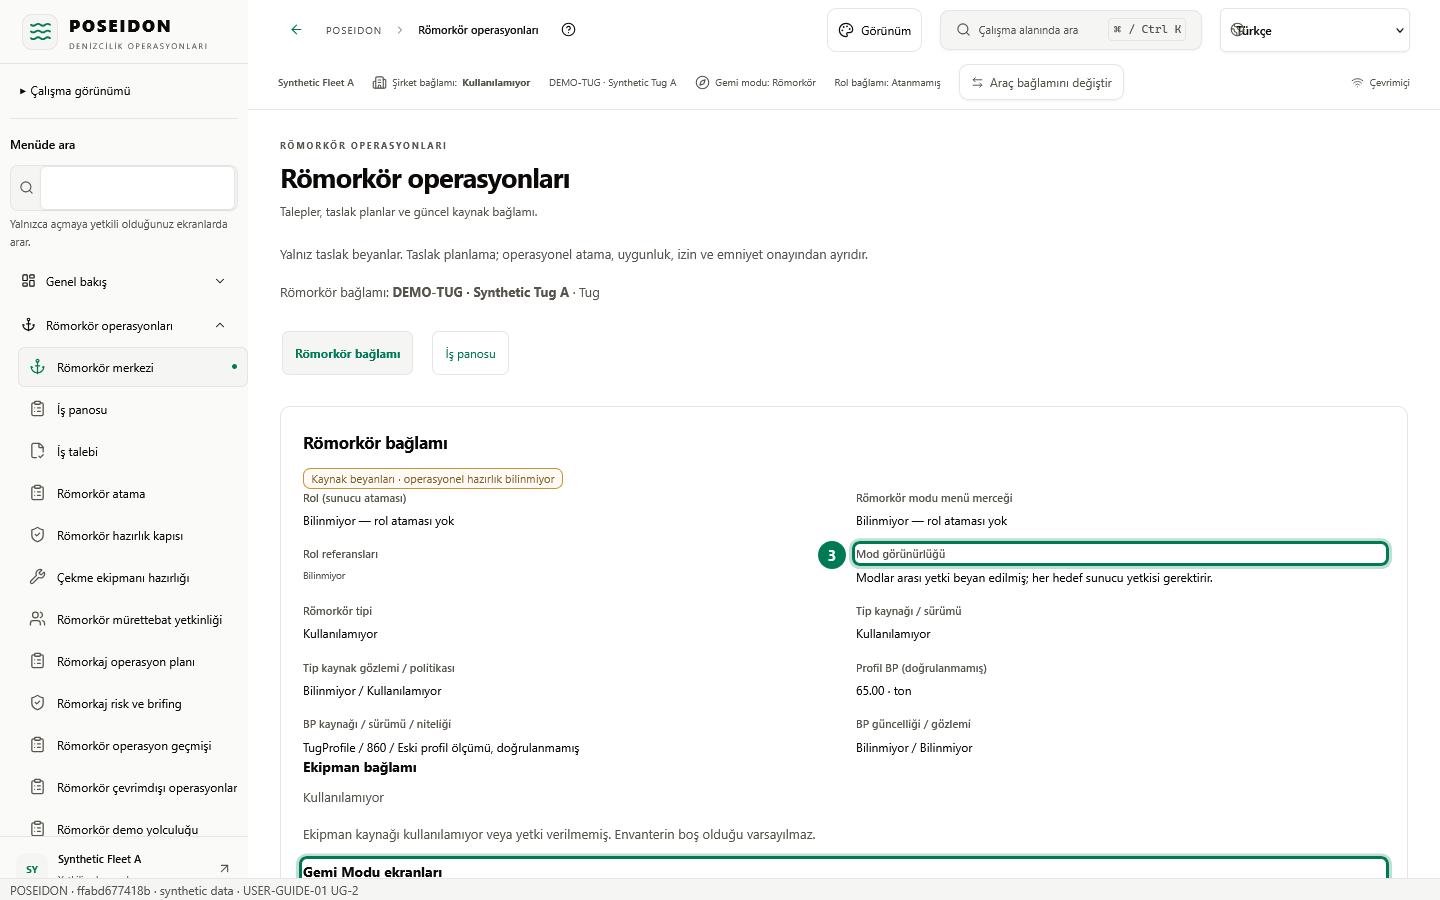 POSEIDON
DENİZCİLİK OPERASYONLARI
Çalışma görünümü
Menüde ara
Yalnızca açmaya yetkili olduğunuz ekranlarda
arar.
Genel bakış
Römorkör operasyonları
Römorkör merkezi
İş panosu
İş talebi
Römorkör atama
Römorkör hazırlık kapısı
Çekme ekipmanı hazırlığı
Römorkör mürettebat yetkinliği
Römorkaj operasyon planı
Römorkaj risk ve brifing
Römorkör operasyon geçmişi
Römorkör çevrimdışı operasyonlar
Römorkör demo yolculuğu
SY
Synthetic Fleet A
POSEIDON
Römorkör operasyonları
Görünüm
Çalışma alanında ara
⌘ / Ctrl K
Türkçe
Synthetic Fleet A
Şirket bağlamı: Kullanılamıyor
DEMO-TUG · Synthetic Tug A
Gemi modu: Römorkör
Rol bağlamı: Atanmamış
Araç bağlamını değiştir
Çevrimiçi
RÖMORKÖR OPERASYONLARI
Römorkör operasyonları
Talepler, taslak planlar ve güncel kaynak bağlamı.
Yalnız taslak beyanlar. Taslak planlama; operasyonel atama, uygunluk, izin ve emniyet onayından ayrıdır.
Römorkör bağlamı: DEMO-TUG · Synthetic Tug A · Tug
Römorkör bağlamı
İş panosu
Römorkör bağlamı
Kaynak beyanları · operasyonel hazırlık bilinmiyor
Rol (sunucu ataması)
Bilinmiyor — rol ataması yok
Römorkör modu menü merceği
Bilinmiyor — rol ataması yok
Rol referansları
Bilinmiyor
3
Mod görünürlüğü
Modlar arası yetki beyan edilmiş; her hedef sunucu yetkisi gerektirir.
Römorkör tipi
Kullanılamıyor
Tip kaynağı / sürümü
Kullanılamıyor
Tip kaynak gözlemi / politikası
Bilinmiyor / Kullanılamıyor
Profil BP (doğrulanmamış)
65.00 · ton
BP kaynağı / sürümü / niteliği
TugProfile / 860 / Eski profil ölçümü, doğrulanmamış
BP güncelliği / gözlemi
Bilinmiyor / Bilinmiyor
Ekipman bağlamı
Kullanılamıyor
Ekipman kaynağı kullanılamıyor veya yetki verilmemiş. Envanterin boş olduğu varsayılmaz.
Gemi Modu ekranları
POSEIDON · ffabd677418b · synthetic data · USER-GUIDE-01 UG-2